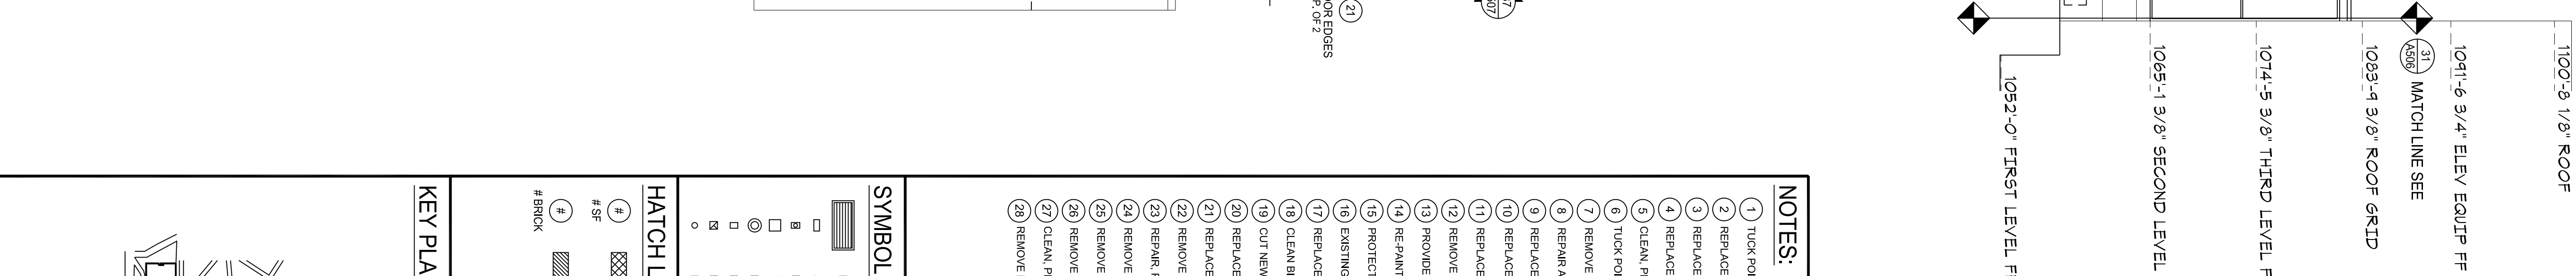 1100'-8 1/8" ROOF
1091'-6 3/4" ELEV EQUIP FF
31
A506
MATCH LINE SEE
1083'-9 3/8" ROOF GRID
1074'-5 3/8" THIRD LEVEL
1065'-1 3/8" SECOND LEVEL
1052'-0" FIRST LEVEL
21
OR EDGES
P. OF 2
NOTES:
1 TUCK
2 REPLACE
3 REPLACE
4 REPLACE
5 CLEAN,
6 TUCK
7 REMOVE
8 REPAIR
9 REPLACE
10 REPLACE
11 REPLACE
12 REMOVE
13 PROVIDE
14 RE-PAINT
15 PROTECT
16 EXISTING
17 REPLACE
18 CLEAN
19 CUT NEW
20 REPLACE
21 REPLACE
22 REMOVE
23 REPAIR,
24 REMOVE
25 REMOVE
26 REMOVE
27 CLEAN,
28 REMOVE
SYMBOL
HATCH
#
# SF
#
# BRICK
KEY